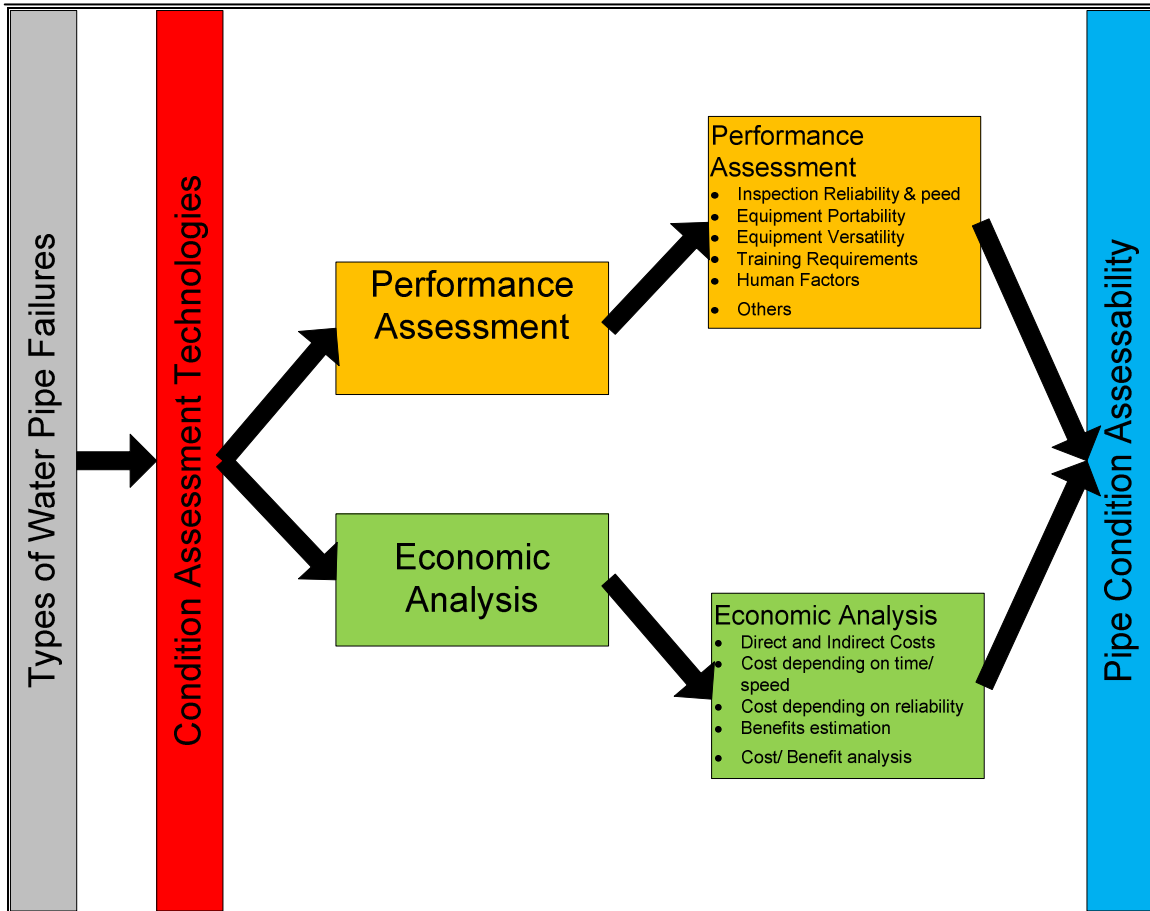 Types of Water Pipe Failures
Condition Assessment Technologies
Performance
Assessment
Economic
Analysis
Performance
Assessment
• Inspection Reliability & peed
• Equipment Portability
• Equipment Versatility
• Training Requirements
• Human Factors
• Others
Economic Analysis
• Direct and Indirect Costs
• Cost depending on time/
speed
• Cost depending on reliability
• Benefits estimation
• Cost/ Benefit analysis
Pipe Condition Assessability